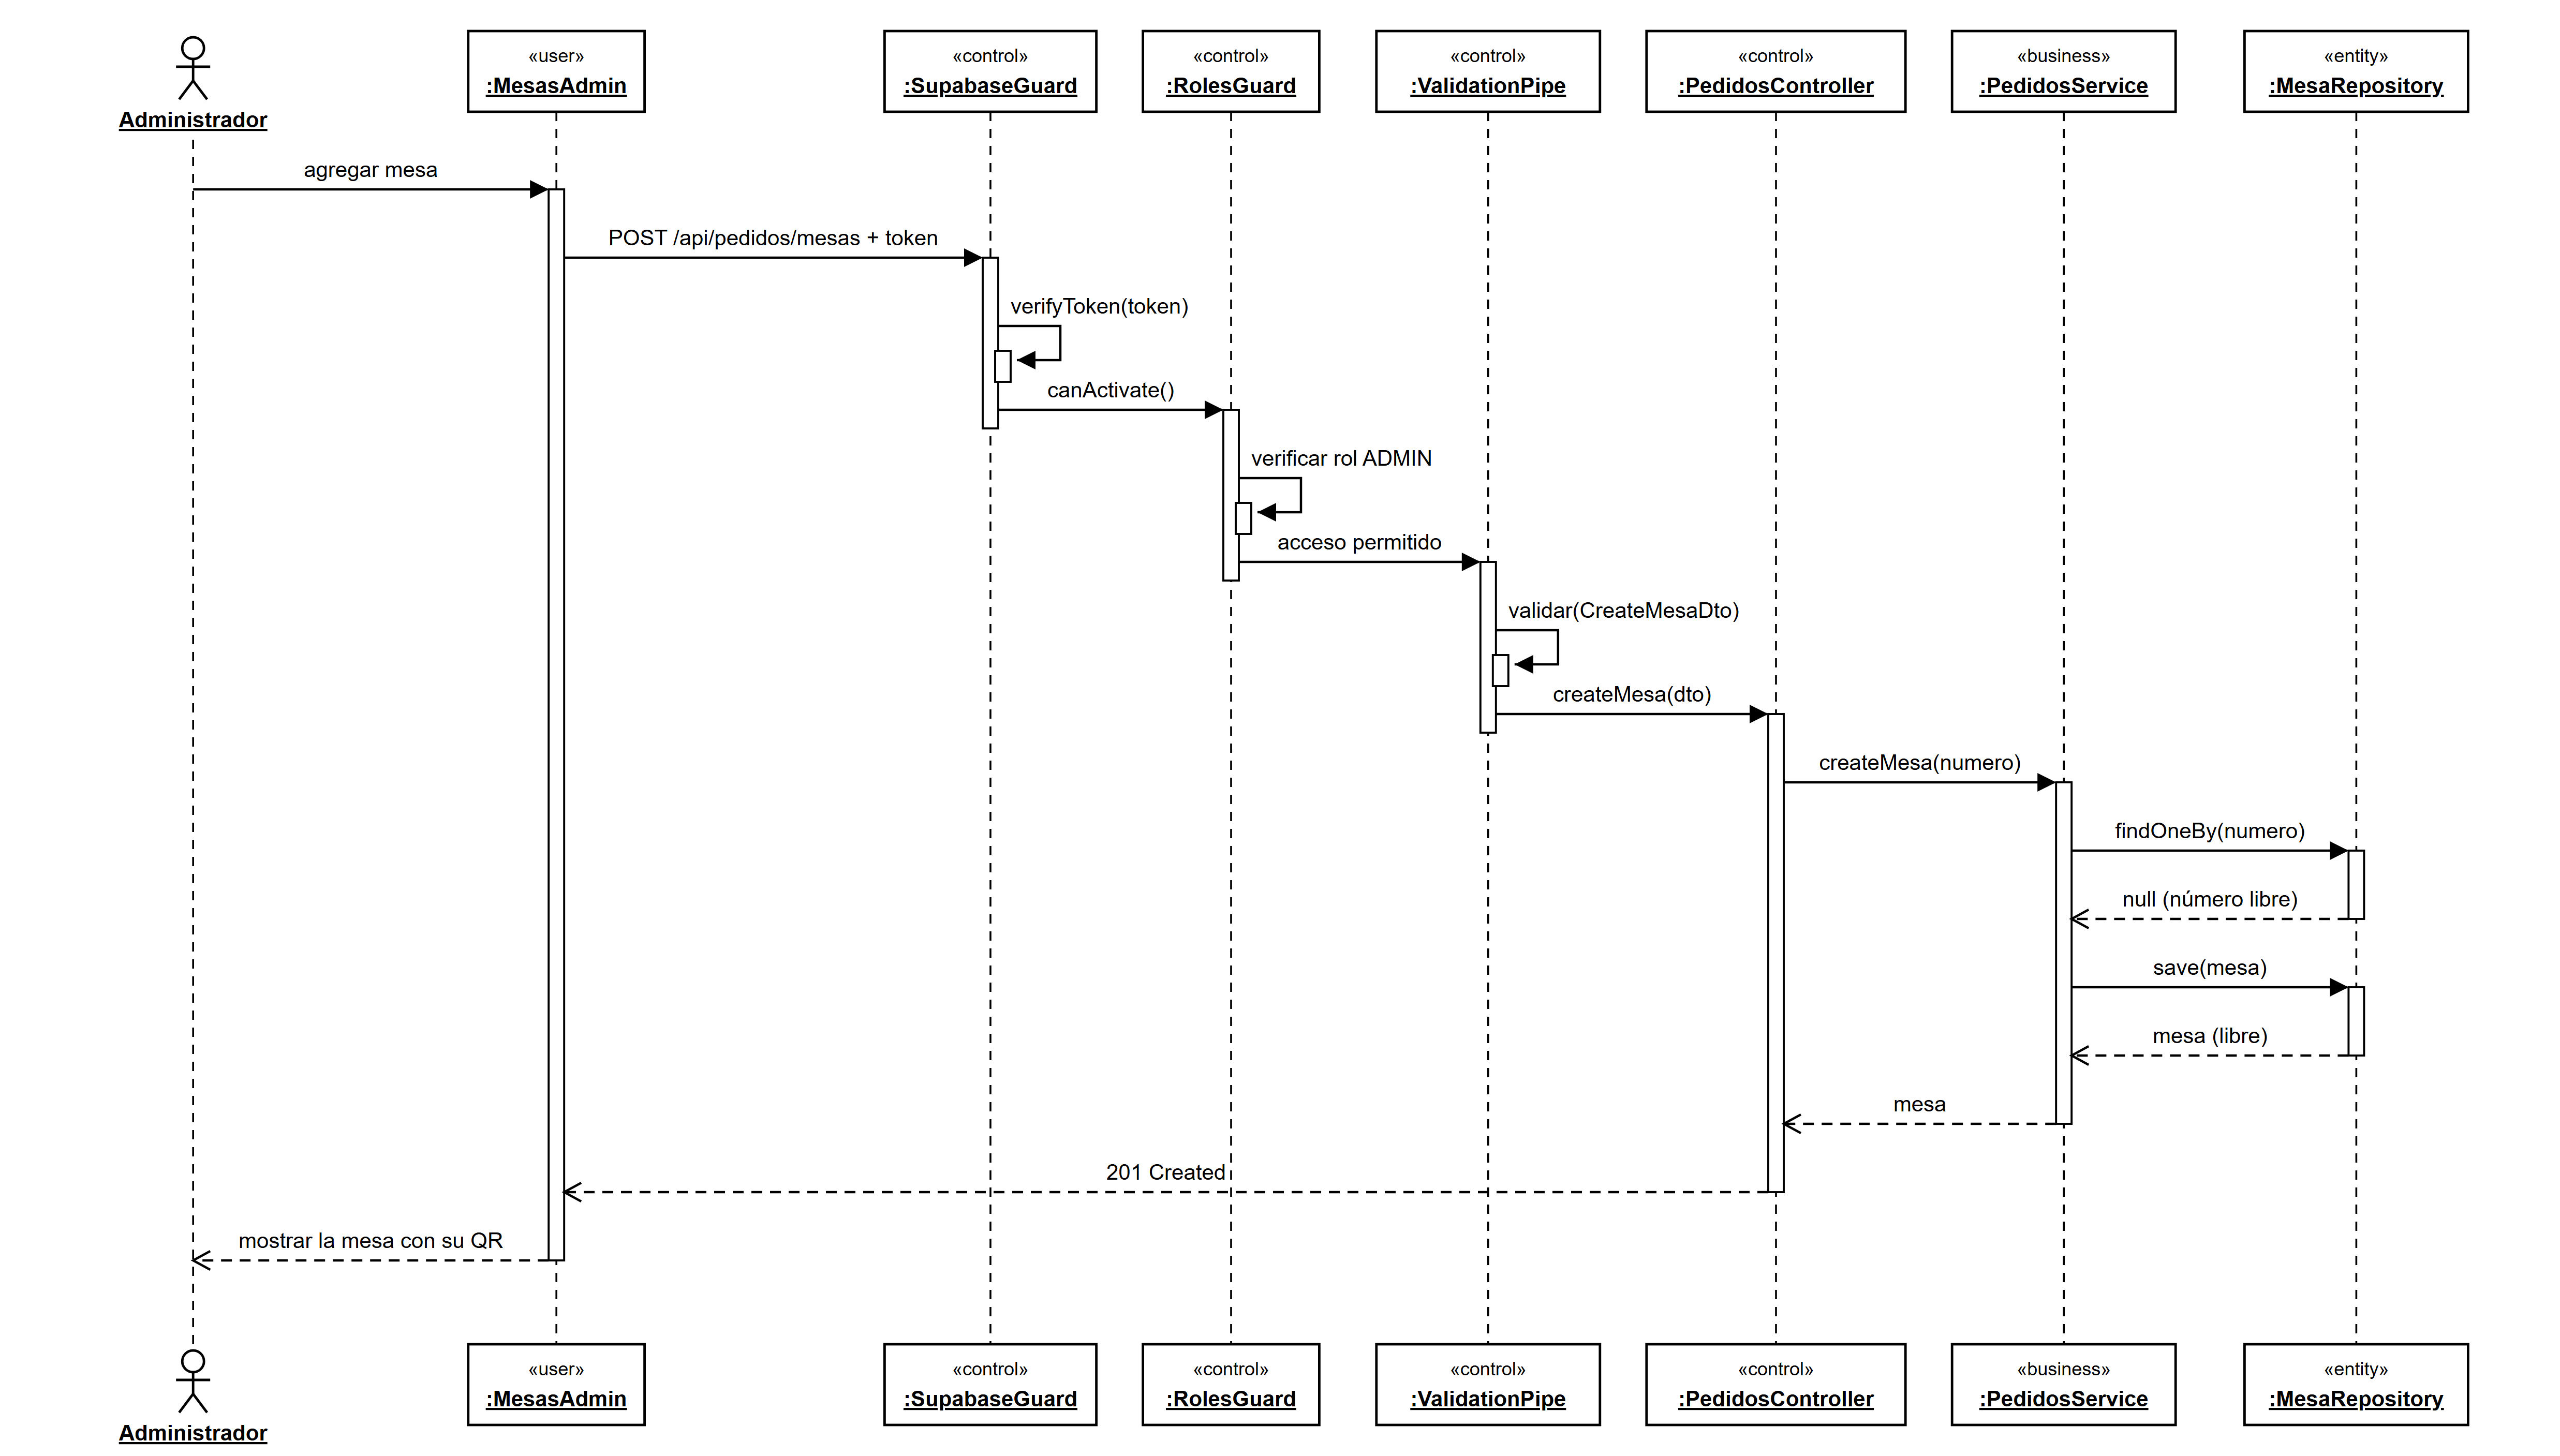 «user»
:MesasAdmin
«control»
:SupabaseGuard
«control»
:RolesGuard
«control»
:ValidationPipe
«control»
:PedidosController
«business»
:PedidosService
«entity»
:MesaRepository
Administrador
agregar mesa
POST /api/pedidos/mesas + token
verifyToken(token)
canActivate()
verificar rol ADMIN
acceso permitido
validar(CreateMesaDto)
createMesa(dto)
createMesa(numero)
findOneBy(numero)
null (número libre)
save(mesa)
mesa (libre)
mesa
201 Created
mostrar la mesa con su QR
«user»
:MesasAdmin
«control»
:SupabaseGuard
«control»
:RolesGuard
«control»
:ValidationPipe
«control»
:PedidosController
«business»
:PedidosService
«entity»
:MesaRepository
Administrador